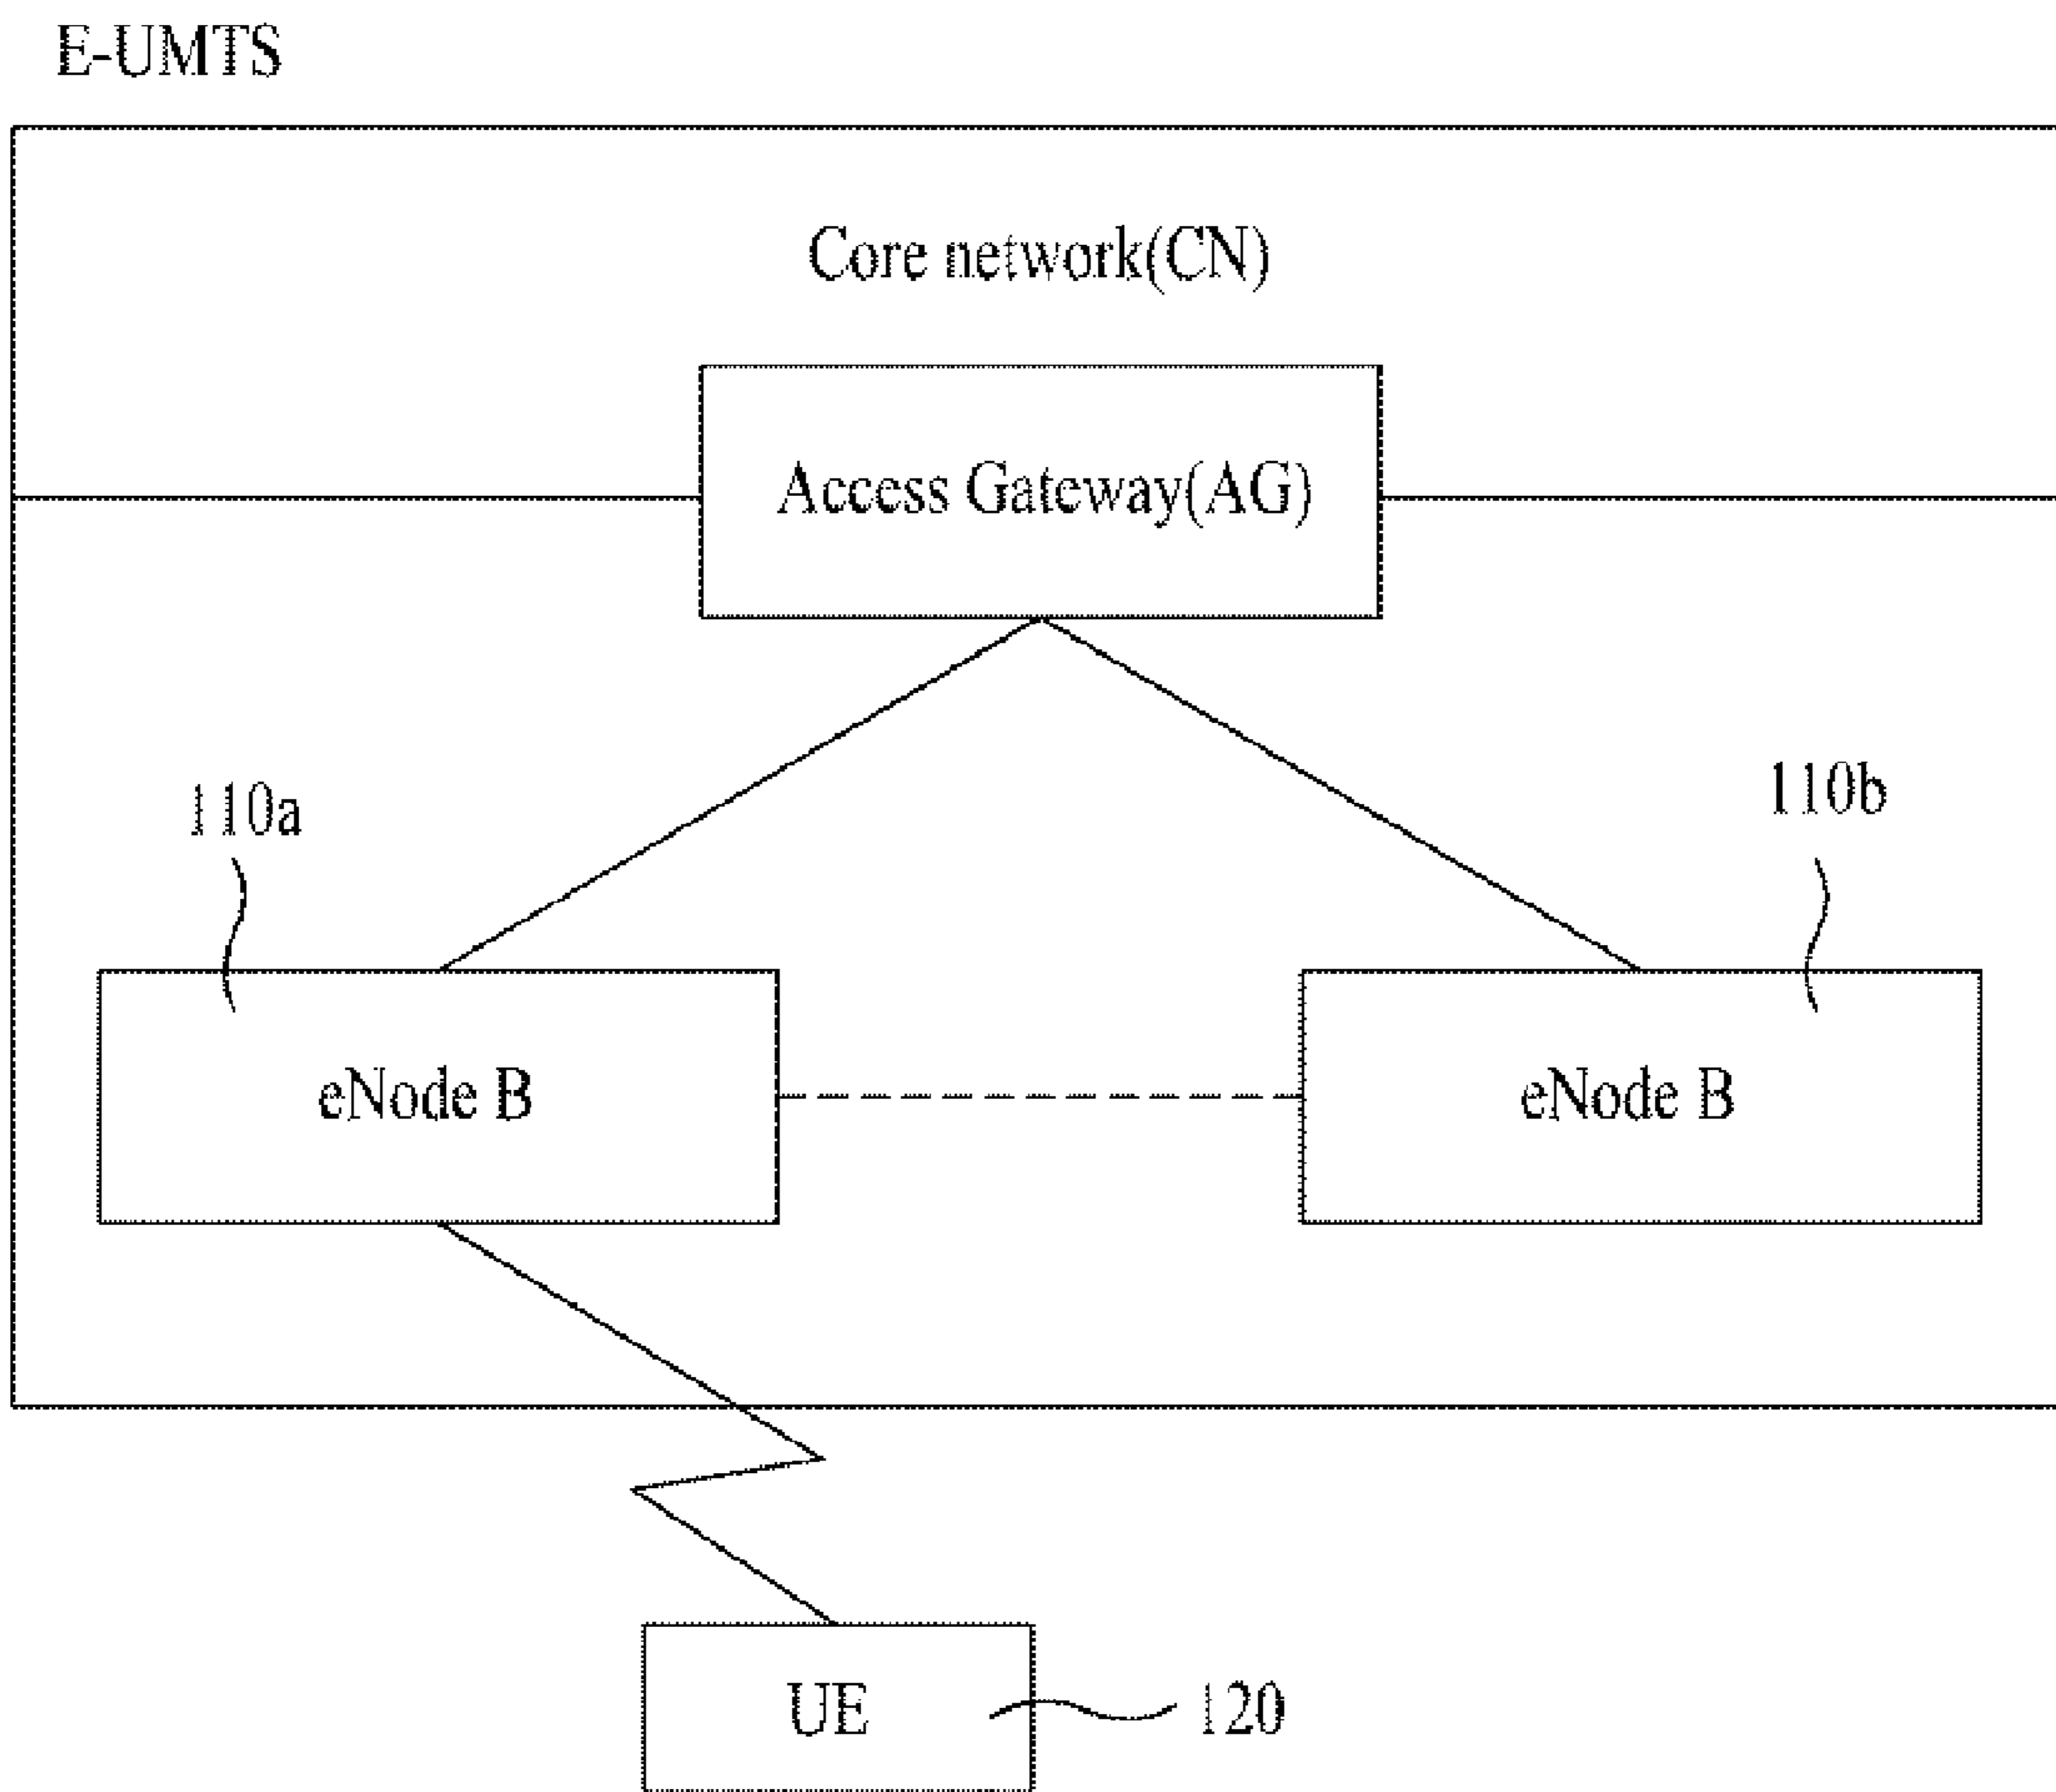 E-UMTS
Core network(CN)
Access Gateway(AG)
110a
110b
eNode B
eNode B
UE
120